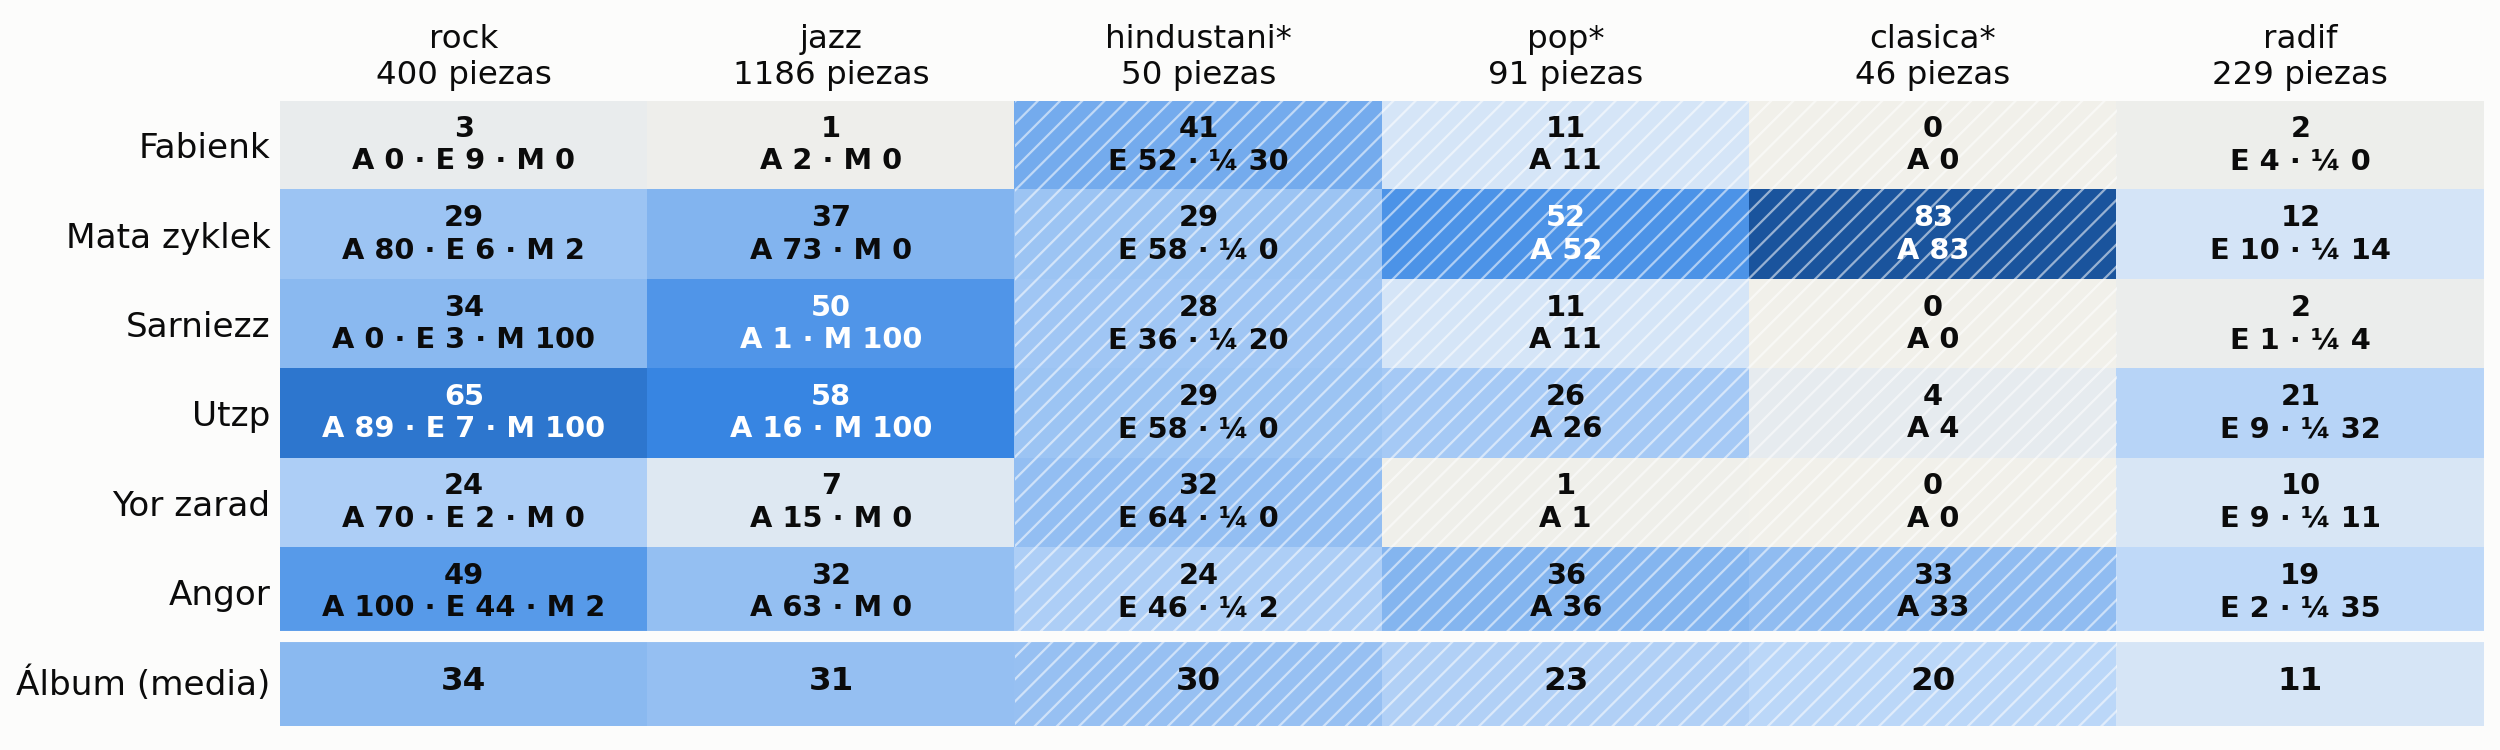 rock jazz hindustani* pop* clasica* radif
400 piezas 1186 piezas 50 piezas 91 piezas 46 piezas 229 piezas
Fabienk
3 1 41 11 0 2
A 0 · E 9 · M 0 A 2 · M 0 E 52 · ¼ 30 A 11 A 0 E 4 · ¼ 0
Mata zyklek
29 37 29 52 83 12
A 80 · E 6 · M 2 A 73 · M 0 E 58 · ¼ 0 A 52 A 83 E 10 · ¼ 14
Sarniezz
34 50 28 11 0 2
A 0 · E 3 · M 100 A 1 · M 100 E 36 · ¼ 20 A 11 A 0 E 1 · ¼ 4
Utzp
65 58 29 26 4 21
A 89 · E 7 · M 100 A 16 · M 100 E 58 · ¼ 0 A 26 A 4 E 9 · ¼ 32
Yor zarad
24 7 32 1 0 10
A 70 · E 2 · M 0 A 15 · M 0 E 64 · ¼ 0 A 1 A 0 E 9 · ¼ 11
Angor
49 32 24 36 33 19
A 100 · E 44 · M 2 A 63 · M 0 E 46 · ¼ 2 A 36 A 33 E 2 · ¼ 35
Álbum (media) 34 31 30 23 20 11